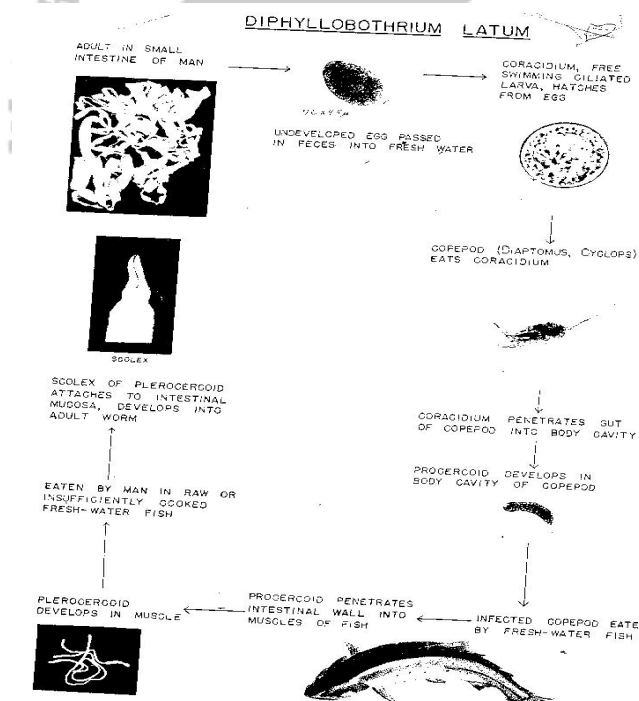 DIPHYLLOBOTHRIUM LATUM
ADULT IN SMALL
INTESTINE OF MAN
UNDEVELOPED EGG PASSED
IN FECES INTO FRESH WATER
CORACIDIUM, FREE
SWIMMING CILIATED
LARVA, HATCHES
FROM EGG
COPEPOD (DIAPTOMUS, CYCLOPS)
EATS CORACIDIUM
CORACIDIUM PENETRATES GUT
OF COPEPOD INTO BODY CAVITY
PROCERCOID DEVELOPS IN
BODY CAVITY OF COPEPOD
INFECTED COPEPOD EATE
BY FRESH-WATER FISH
PROCERCOID PENETRATES
INTESTINAL WALL INTO
MUSCLES OF FISH
PLEROCERCOID
DEVELOPS IN MUSCLE
EATEN BY MAN IN RAW OR
INSUFFICIENTLY COOKED
FRESH-WATER FISH
SCOLEX OF PLEROCERCOID
ATTACHES TO INTESTINAL
MUCOSA, DEVELOPS INTO
ADULT WORM
SCOLEX